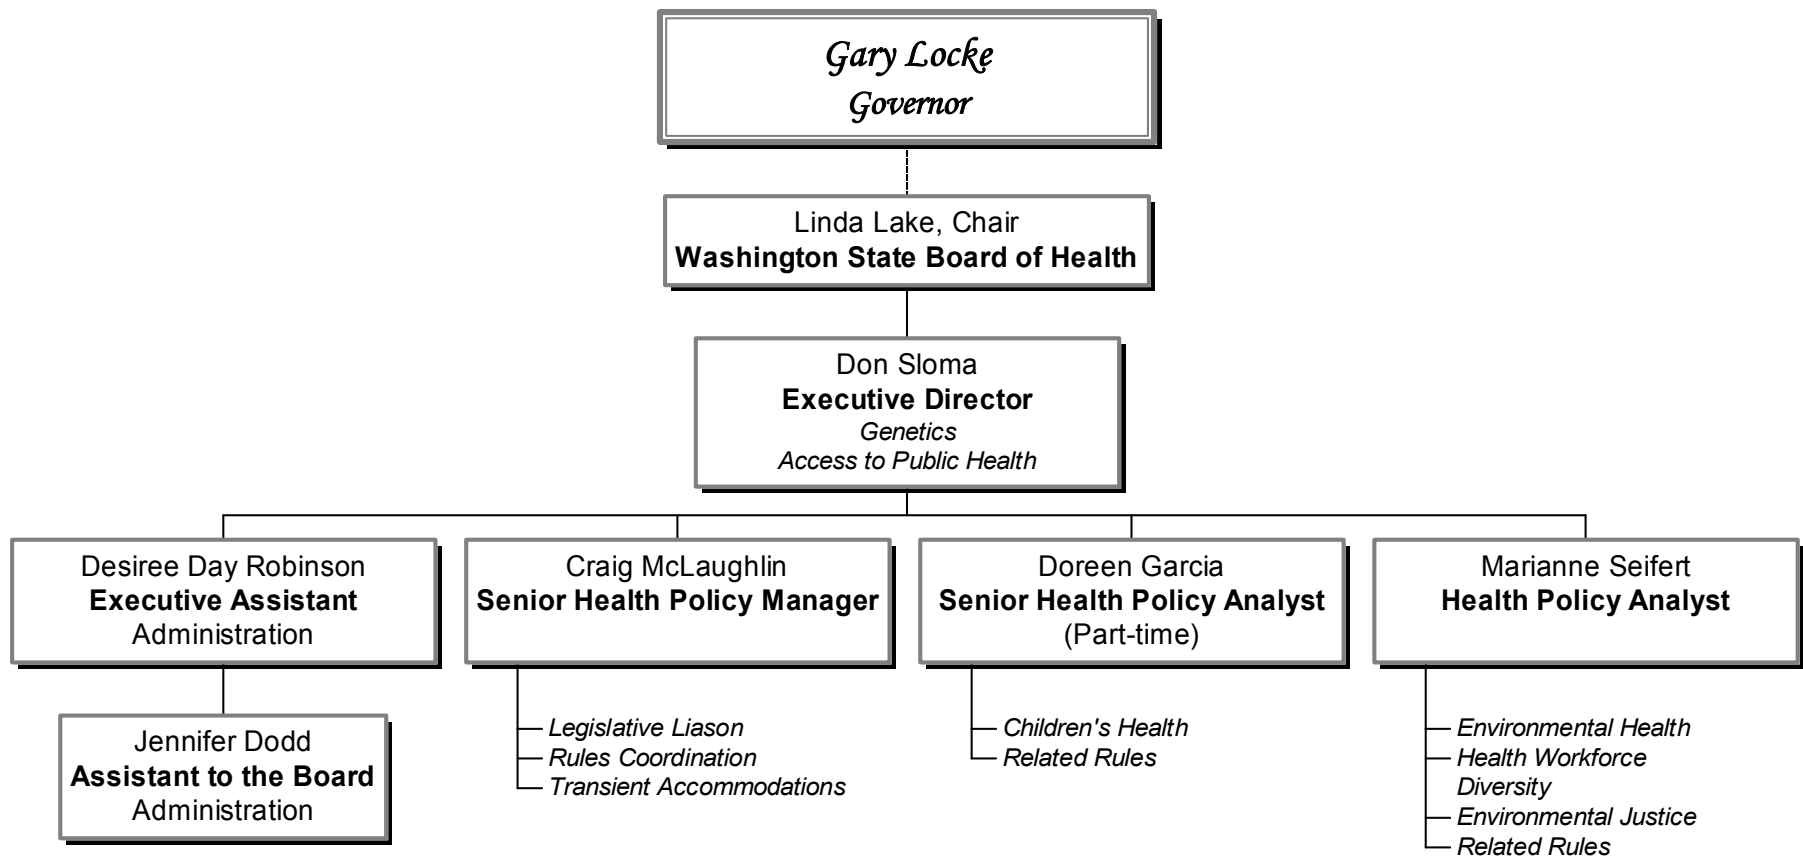 Gary Locke
Governor
Linda Lake, Chair
Washington State Board of Health
Don Sloma
Executive Director
Genetics
Access to Public Health
Desiree Day Robinson
Executive Assistant
Administration
Craig McLaughlin
Senior Health Policy Manager
Doreen Garcia
Senior Health Policy Analyst
(Part-time)
Marianne Seifert
Health Policy Analyst
Jennifer Dodd
Assistant to the Board
Administration
Legislative Liason
Rules Coordination
Transient Accommodations
Children's Health
Related Rules
Environmental Health
Health Workforce
Diversity
Environmental Justice
Related Rules